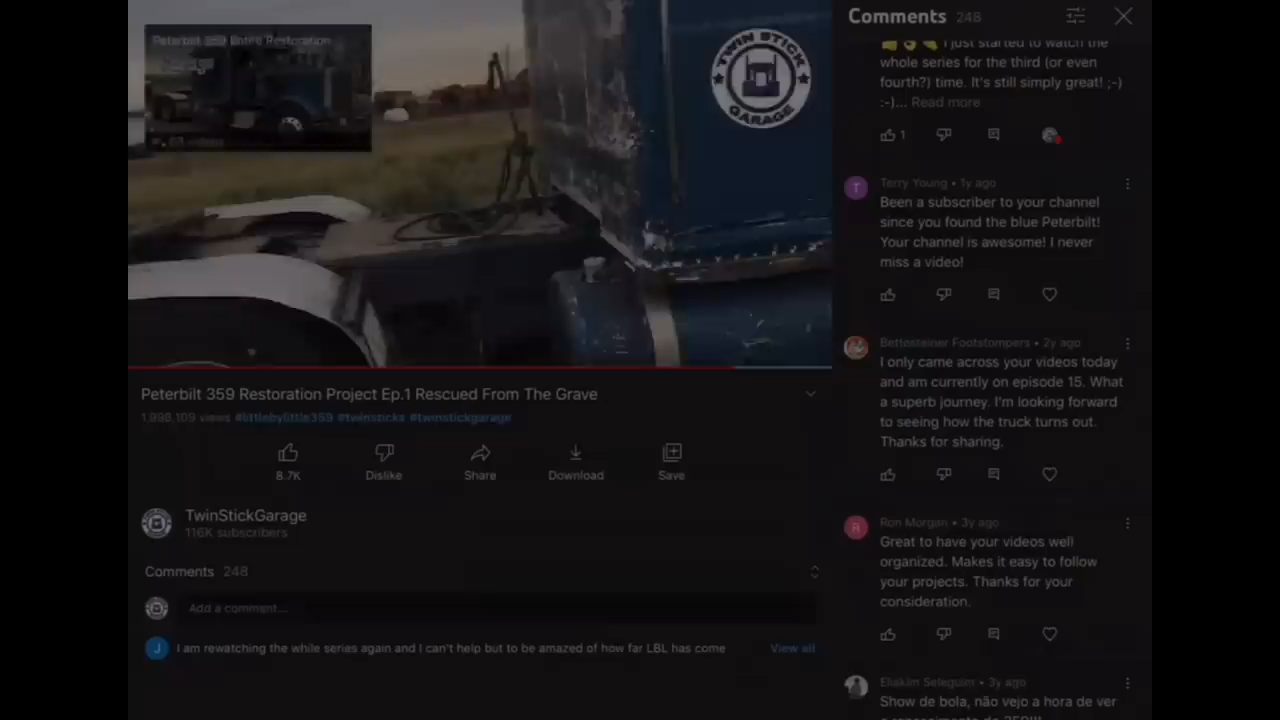 Peterbilt 359 Entire Restoration
TWIN STICK
GARAGE
Peterbilt 359 Restoration Project Ep.1 Rescued From The Grave
1,998,109 views #littlebylittle359 #twinsticks #twinstickgarage
8.7K
Dislike
Share
Download
Save
TwinStickGarage
116K subscribers
Comments 248
Add a comment...
J
I am rewatching the while series again and I can't help but to be amazed of how far LBL has come
View all
Comments 248
I just started to watch the
whole series for the third (or even
fourth?) time. It's still simply great! ;-)
:-)... Read more
1
T
Terry Young • 1y ago
Been a subscriber to your channel
since you found the blue Peterbilt!
Your channel is awesome! I never
miss a video!
Bettesteiner Footstompers • 2y ago
I only came across your videos today
and am currently on episode 15. What
a superb journey. I'm looking forward
to seeing how the truck turns out.
Thanks for sharing.
R
Ron Morgan • 3y ago
Great to have your videos well
organized. Makes it easy to follow
your projects. Thanks for your
consideration.
Eliakim Seleguim • 3y ago
Show de bola, não vejo a hora de ver